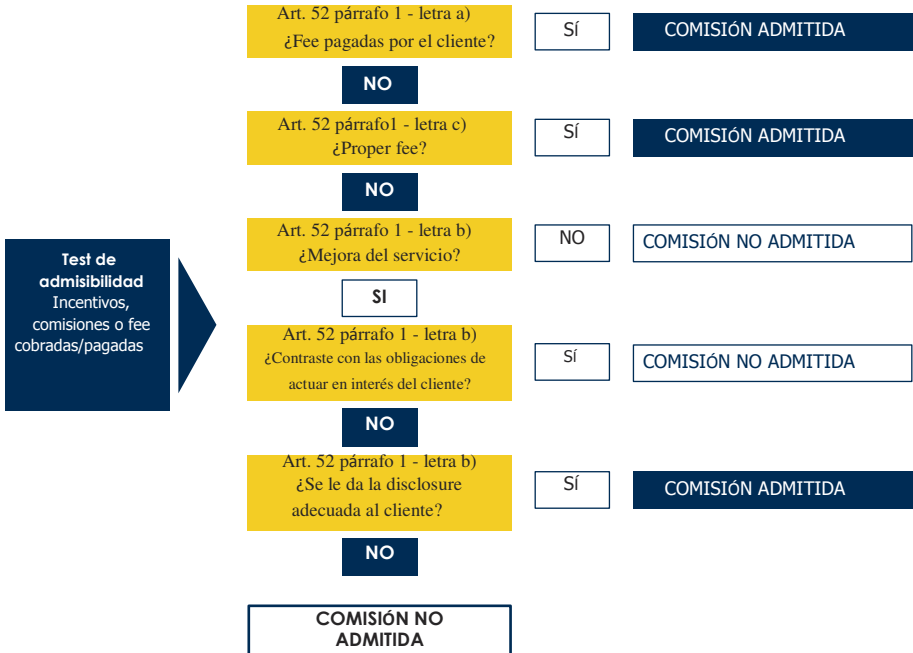 Art. 52 párrafo 1 - letra a)
¿Fee pagadas por el cliente?
SÍ
COMISIÓN ADMITIDA
NO
Art. 52 párrafo1 - letra c)
¿Proper fee?
SÍ
COMISIÓN ADMITIDA
NO
Art. 52 párrafo 1 - letra b)
¿Mejora del servicio?
NO
COMISIÓN NO ADMITIDA
Test de
admisibilidad
Incentivos,
comisiones o fee
cobradas/pagadas
SI
Art. 52 párrafo 1 - letra b)
¿Contraste con las obligaciones de
actuar en interés del cliente?
SÍ
COMISIÓN NO ADMITIDA
NO
Art. 52 párrafo 1 - letra b)
¿Se le da la disclosure
adecuada al cliente?
SÍ
COMISIÓN ADMITIDA
NO
COMISIÓN NO
ADMITIDA